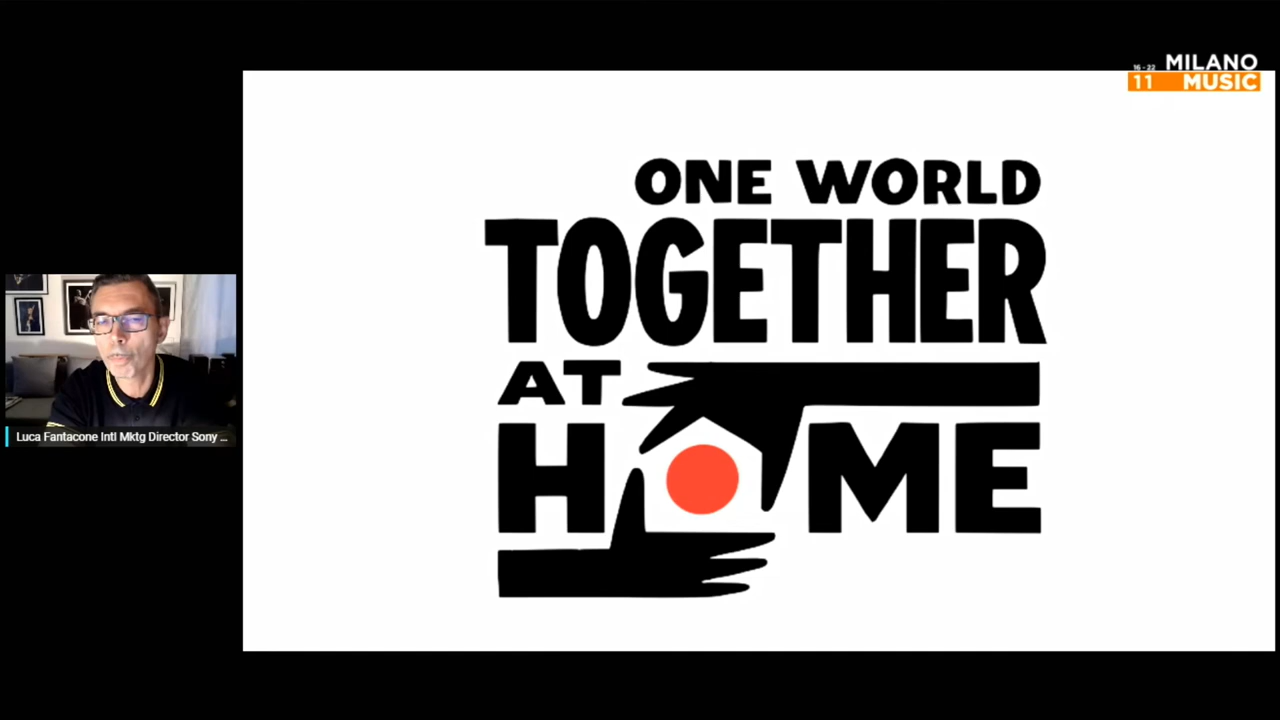 16 - 22 MILANO
11 MUSIC
ONE WORLD
TOGETHER
AT
HOME
Luca Fantacone Intl Mktg Director Sony ...